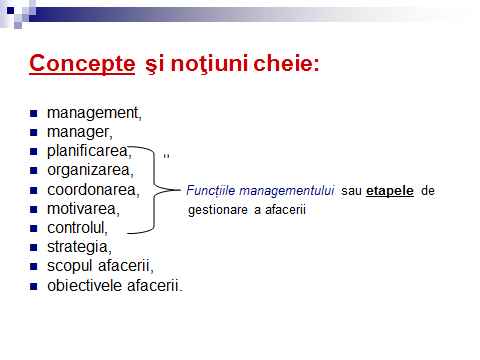 Concepte şi noţiuni cheie:
management,
manager,
planificarea,
organizarea,
coordonarea,
motivarea,
controlul,
strategia,
scopul afacerii,
obiectivele afacerii.
Funcţiile managementului sau etapele de
gestionare a afacerii